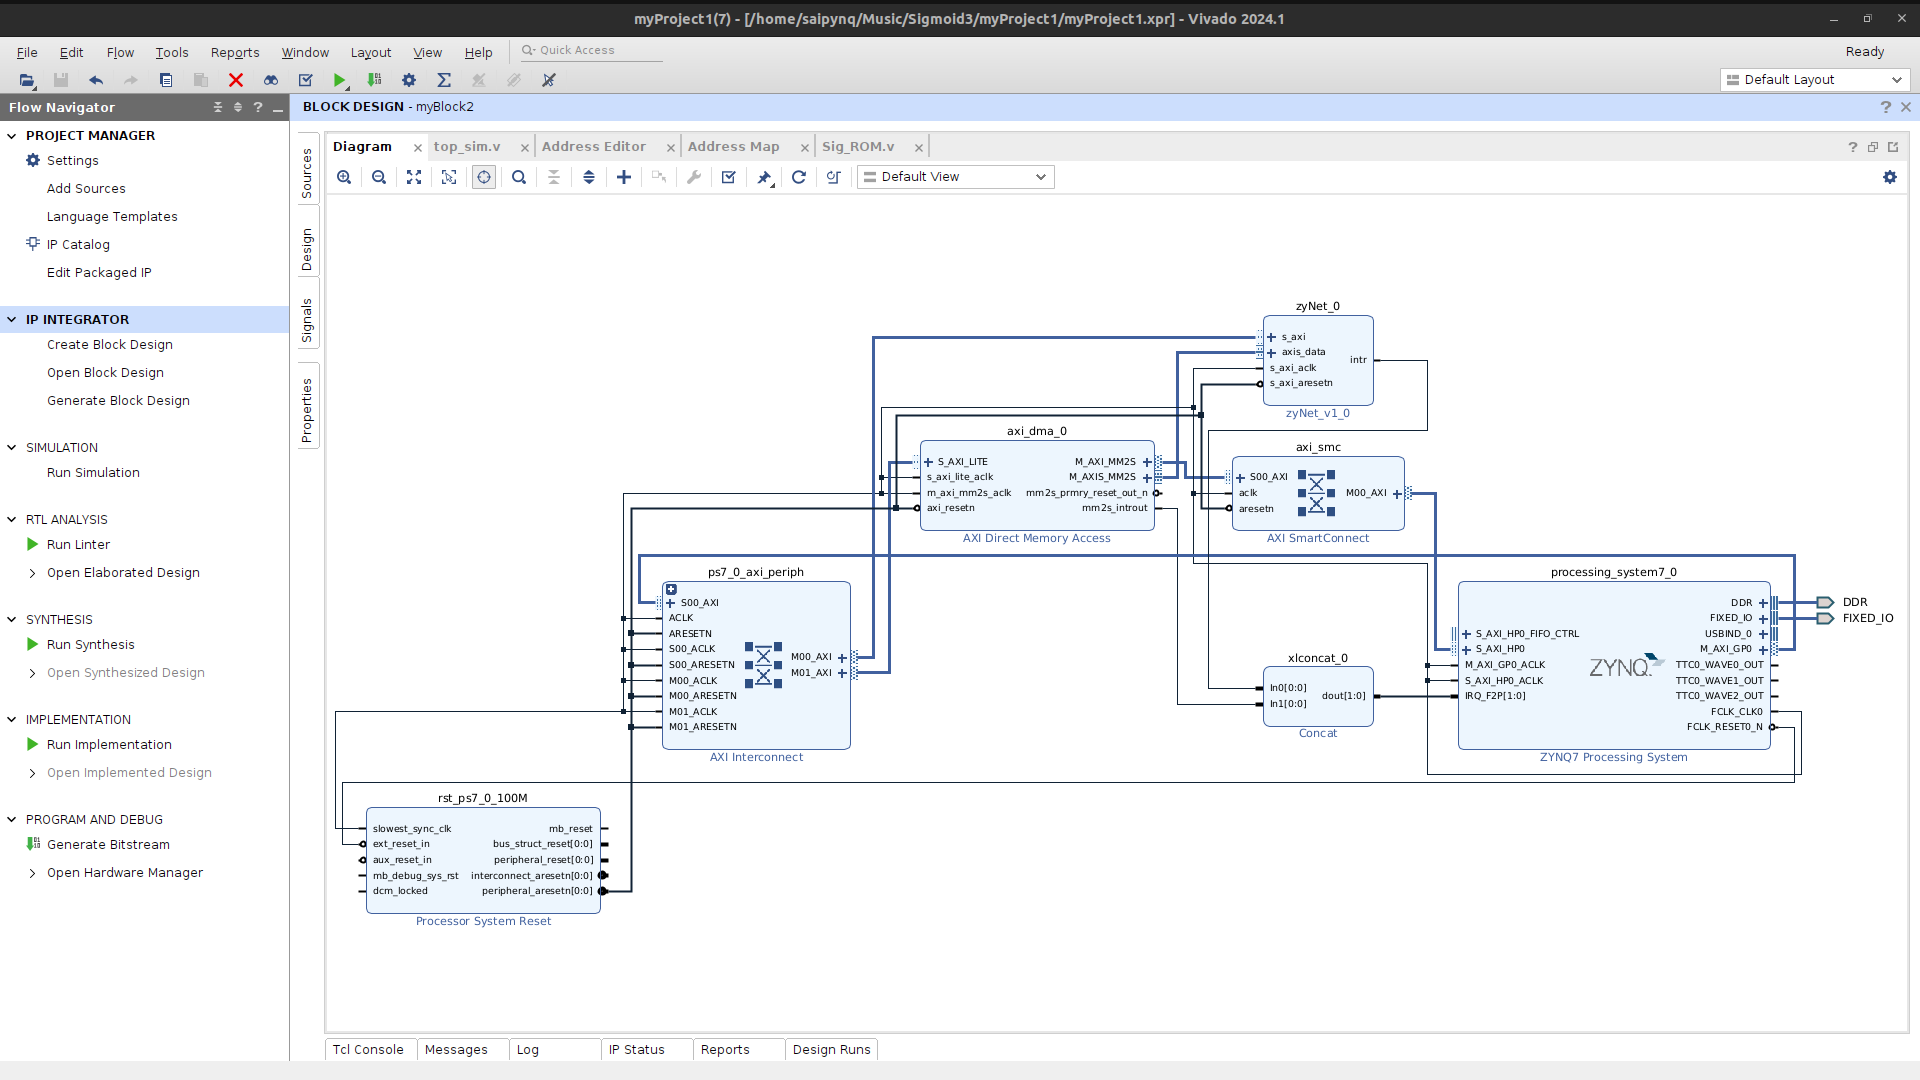 myProject1(7) - [/home/saipynq/Music/Sigmoid3/myProject1/myProject1.xpr] - Vivado 2024.1
File Edit Flow Tools Reports Window Layout View Help Quick Access
Ready
Default Layout
Flow Navigator
PROJECT MANAGER
Settings
Add Sources
Language Templates
IP Catalog
Edit Packaged IP
IP INTEGRATOR
Create Block Design
Open Block Design
Generate Block Design
SIMULATION
Run Simulation
RTL ANALYSIS
Run Linter
Open Elaborated Design
SYNTHESIS
Run Synthesis
Open Synthesized Design
IMPLEMENTATION
Run Implementation
Open Implemented Design
PROGRAM AND DEBUG
Generate Bitstream
Open Hardware Manager
BLOCK DESIGN - myBlock2
Sources
Design
Signals
Properties
Diagram top_sim.v Address Editor Address Map Sig_ROM.v
Default View
zyNet_0
s_axi
axis_data
s_axi_aclk
s_axi_aresetn
intr
zyNet_v1_0
axi_dma_0
S_AXI_LITE
s_axi_lite_aclk
m_axi_mm2s_aclk
axi_resetn
M_AXI_MM2S
M_AXIS_MM2S
mm2s_prmry_reset_out_n
mm2s_introut
AXI Direct Memory Access
axi_smc
S00_AXI
aclk
aresetn
M00_AXI
AXI SmartConnect
ps7_0_axi_periph
S00_AXI
ACLK
ARESETN
S00_ACLK
S00_ARESETN
M00_ACLK
M00_ARESETN
M01_ACLK
M01_ARESETN
M00_AXI
M01_AXI
AXI Interconnect
xlconcat_0
In0[0:0]
In1[0:0]
dout[1:0]
Concat
processing_system7_0
S_AXI_HP0_FIFO_CTRL
S_AXI_HP0
M_AXI_GP0_ACLK
S_AXI_HP0_ACLK
IRQ_F2P[1:0]
ZYNQ
DDR
FIXED_IO
USBIND_0
M_AXI_GP0
TTC0_WAVE0_OUT
TTC0_WAVE1_OUT
TTC0_WAVE2_OUT
FCLK_CLK0
FCLK_RESET0_N
ZYNQ7 Processing System
DDR
FIXED_IO
rst_ps7_0_100M
slowest_sync_clk
ext_reset_in
aux_reset_in
mb_debug_sys_rst
dcm_locked
mb_reset
bus_struct_reset[0:0]
peripheral_reset[0:0]
interconnect_aresetn[0:0]
peripheral_aresetn[0:0]
Processor System Reset
Tcl Console Messages Log IP Status Reports Design Runs